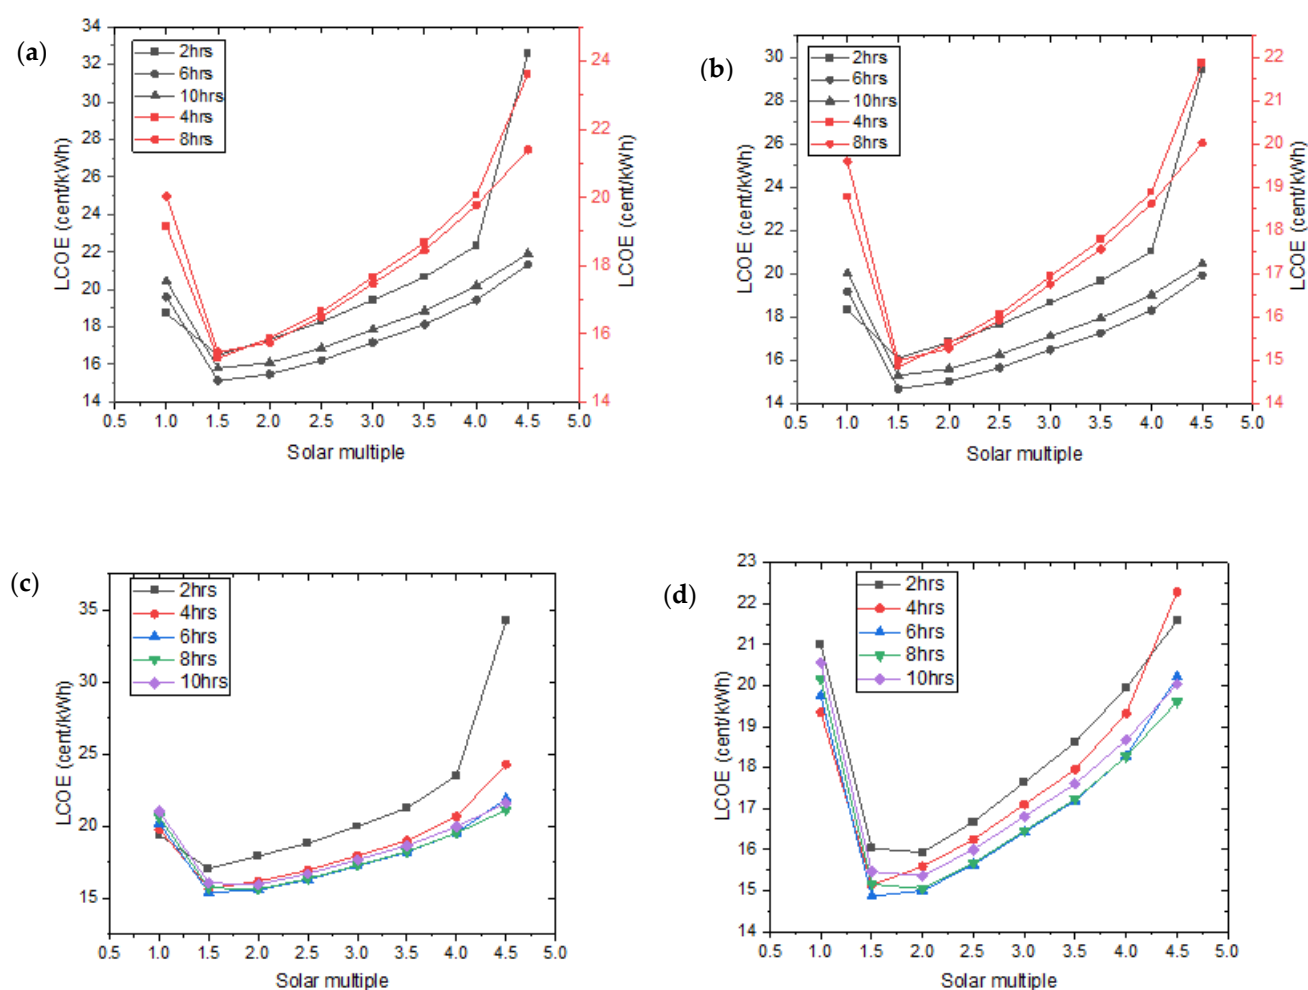 (a)
34
32
30
28
26
24
22
20
18
16
14
LCOE (cent/kWh)
2hrs
6hrs
10hrs
4hrs
8hrs
24
22
20
18
16
14
LCOE (cent/kWh)
0.5 1.0 1.5 2.0 2.5 3.0 3.5 4.0 4.5 5.0
Solar multiple
(b)
30
28
26
24
22
20
18
16
14
LCOE (cent/kWh)
2hrs
6hrs
10hrs
4hrs
8hrs
22
21
20
19
18
17
16
15
14
LCOE (cent/kWh)
0.5 1.0 1.5 2.0 2.5 3.0 3.5 4.0 4.5 5.0
Solar multiple
(c)
35
30
25
20
15
LCOE (cent/kWh)
2hrs
4hrs
6hrs
8hrs
10hrs
0.5 1.0 1.5 2.0 2.5 3.0 3.5 4.0 4.5 5.0
Solar multiple
(d)
23
22
21
20
19
18
17
16
15
14
LCOE (cent/kWh)
2hrs
4hrs
6hrs
8hrs
10hrs
0.5 1.0 1.5 2.0 2.5 3.0 3.5 4.0 4.5 5.0
Solar multiple